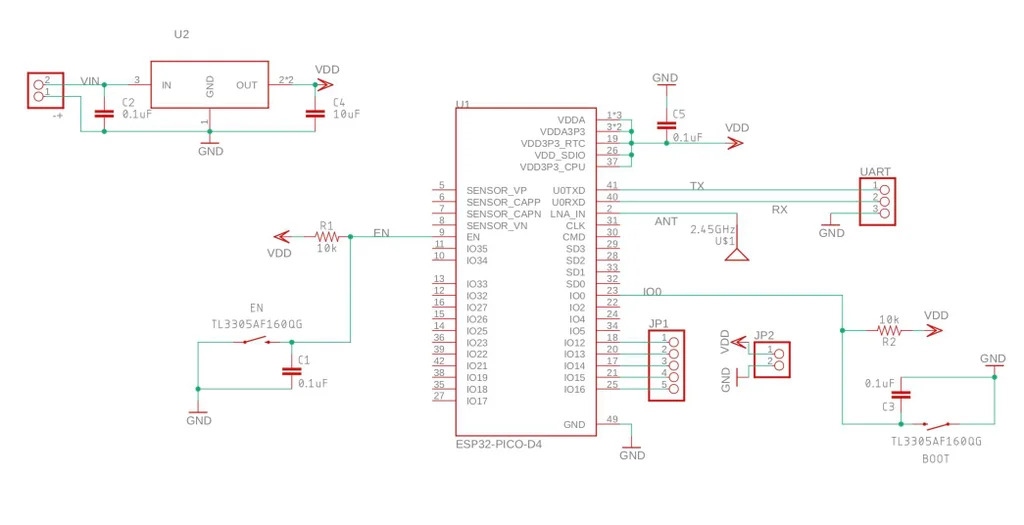 U2
VIN
2
1
-+
3
IN
GND
OUT
2*2
1
VDD
C2
0.1uF
C4
10uF
GND
U1
VDDA
1*3
VDDA3P3
3*2
VDD3P3_RTC
19
VDD_SDIO
26
VDD3P3_CPU
37
GND
C5
0.1uF
VDD
5
SENSOR_VP
6
SENSOR_CAPP
7
SENSOR_CAPN
8
SENSOR_VN
9
EN
11
IO35
10
IO34
13
IO33
12
IO32
16
IO27
15
IO26
14
IO25
36
IO23
39
IO22
42
IO21
38
IO19
35
IO18
27
IO17
U0TXD
41
U0RXD
40
LNA_IN
2
CLK
31
CMD
30
SD3
29
SD2
28
SD1
33
SD0
32
IO0
23
IO2
22
IO4
24
IO5
34
IO12
18
IO13
20
IO14
17
IO15
21
IO16
25
GND
49
ESP32-PICO-D4
GND
TX
RX
ANT
2.45GHz
U$1
UART
1
2
3
GND
R1
10k
VDD
EN
EN
TL3305AF160QG
C1
0.1uF
GND
IO0
JP1
1
2
3
4
5
VDD
GND
JP2
1
2
10k
R2
VDD
GND
0.1uF
C3
TL3305AF160QG
BOOT